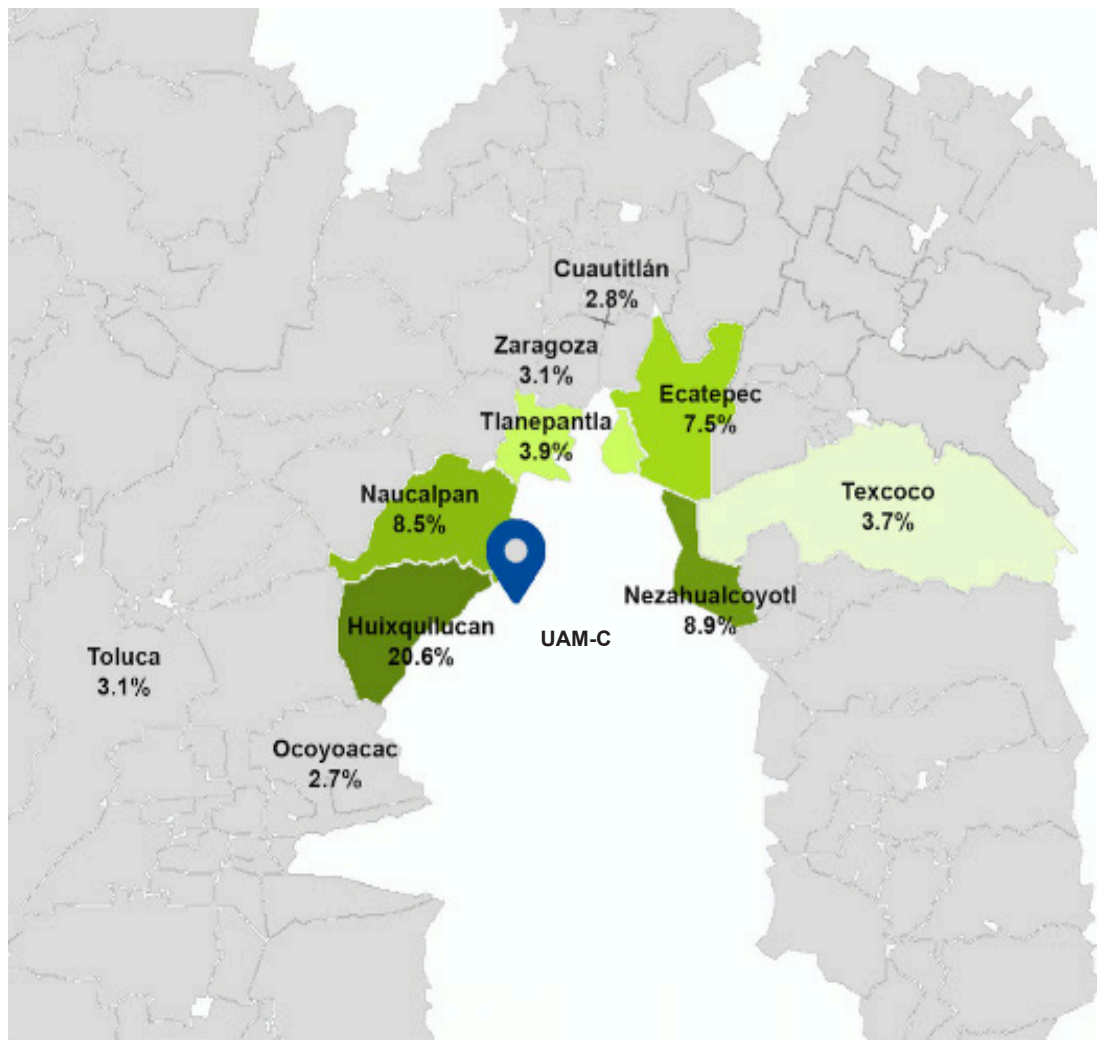 Cuautitlán
2.8%
Zaragoza
3.1%
Ecatepec
7.5%
Tlanepantla
3.9%
Naucalpan
8.5%
Texcoco
3.7%
Nezahualcoyotl
8.9%
Huixquilucan
20.6%
UAM-C
Toluca
3.1%
Ocoyoacac
2.7%